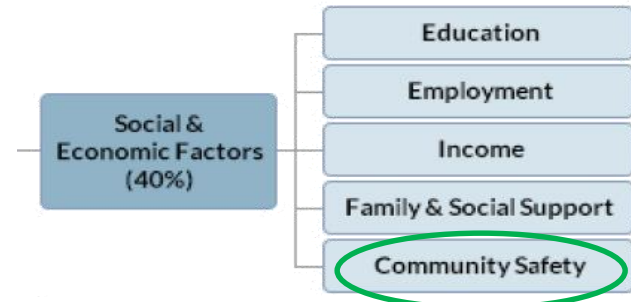 Social &
Economic Factors
(40%)
Education
Employment
Income
Family & Social Support
Community Safety